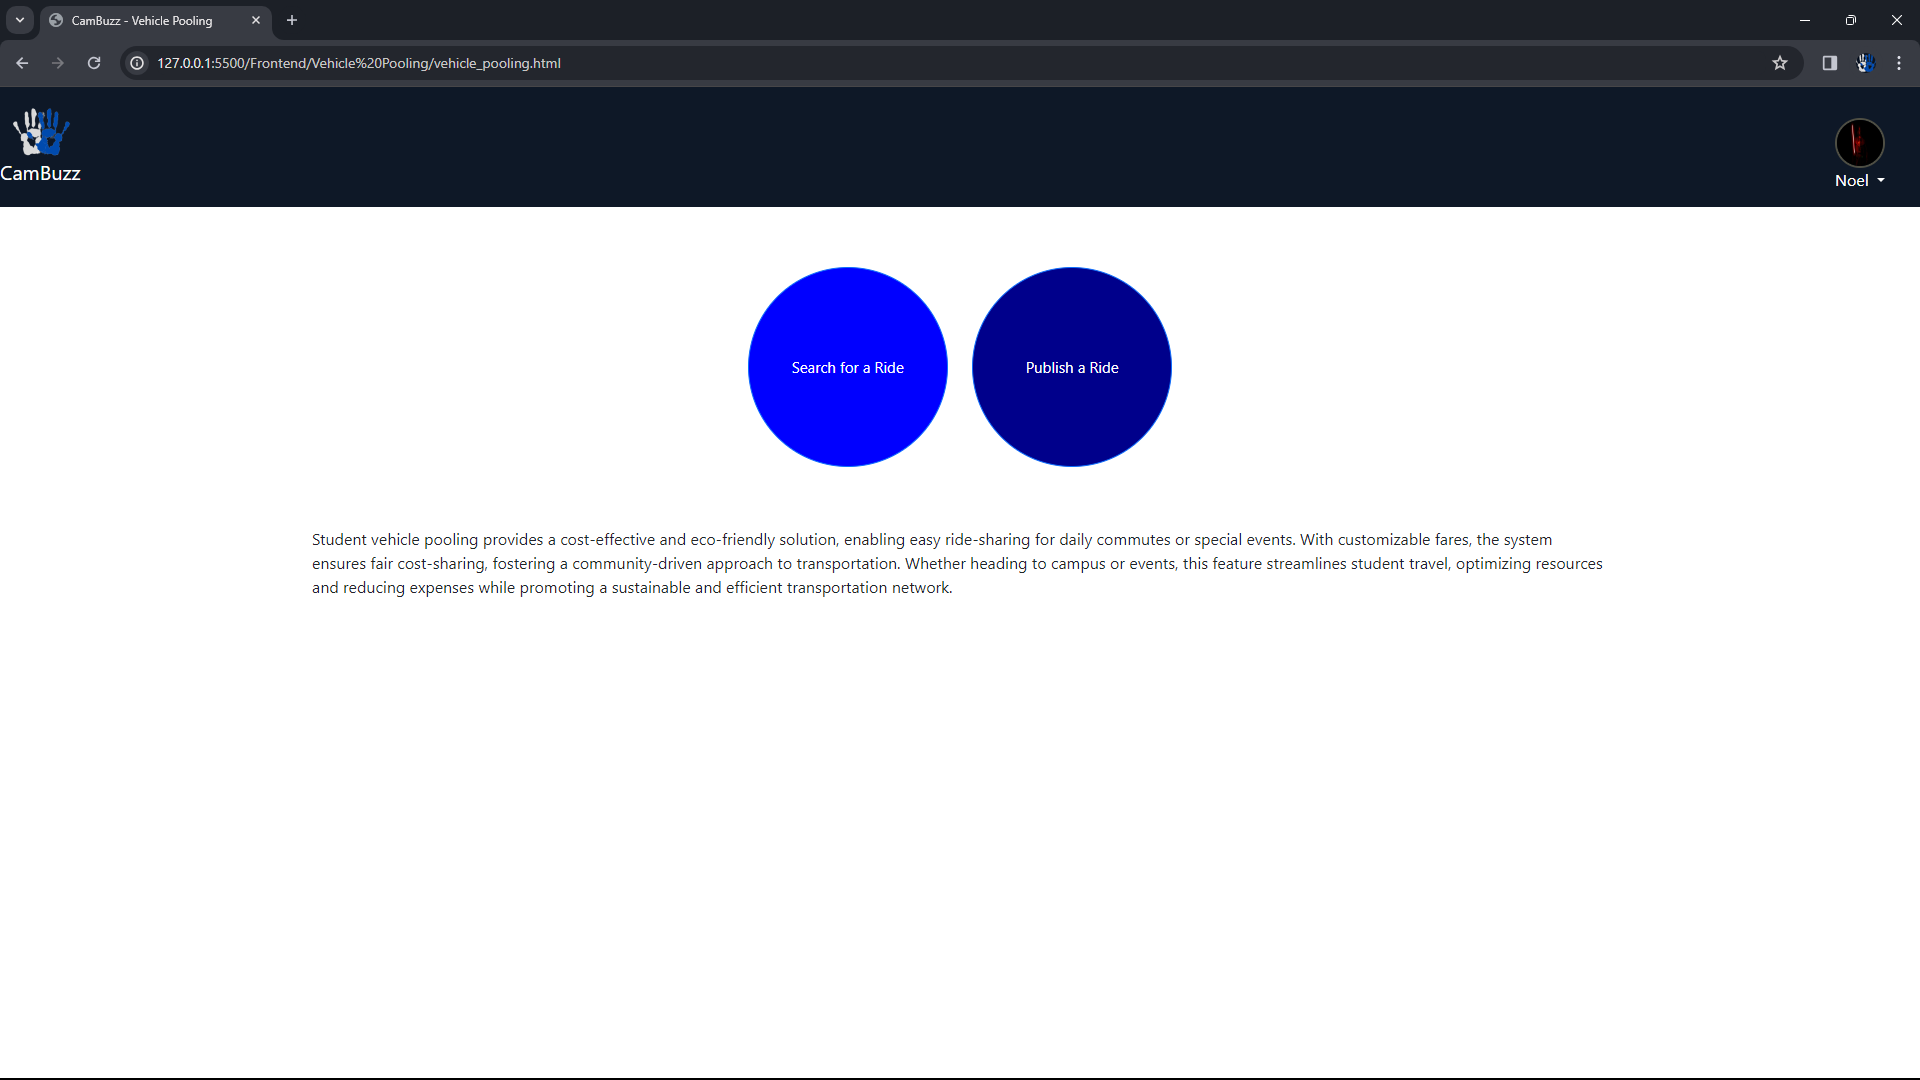 CamBuzz - Vehicle Pooling
127.0.0.1:5500/Frontend/Vehicle%20Pooling/vehicle_pooling.html
CamBuzz
Noel
Search for a Ride
Publish a Ride
Student vehicle pooling provides a cost-effective and eco-friendly solution, enabling easy ride-sharing for daily commutes or special events. With customizable fares, the system
ensures fair cost-sharing, fostering a community-driven approach to transportation. Whether heading to campus or events, this feature streamlines student travel, optimizing resources
and reducing expenses while promoting a sustainable and efficient transportation network.